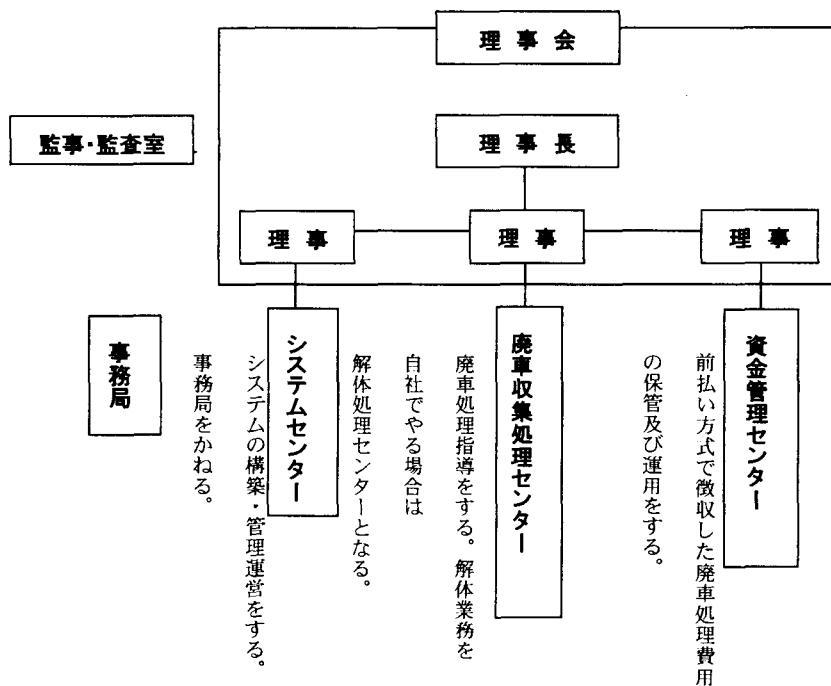 理事会
監事・監査室
理事長
理事
理事
理事
資金管理センター
前払い方式で徴収した廃車処理費用
の保管及び運用をする。
廃車収集処理センター
廃車処理指導をする。解体業務を
自社でやる場合は
解体処理センターとなる。
システムセンター
システムの構築・管理運営をする。
事務局をかねる。
事務局